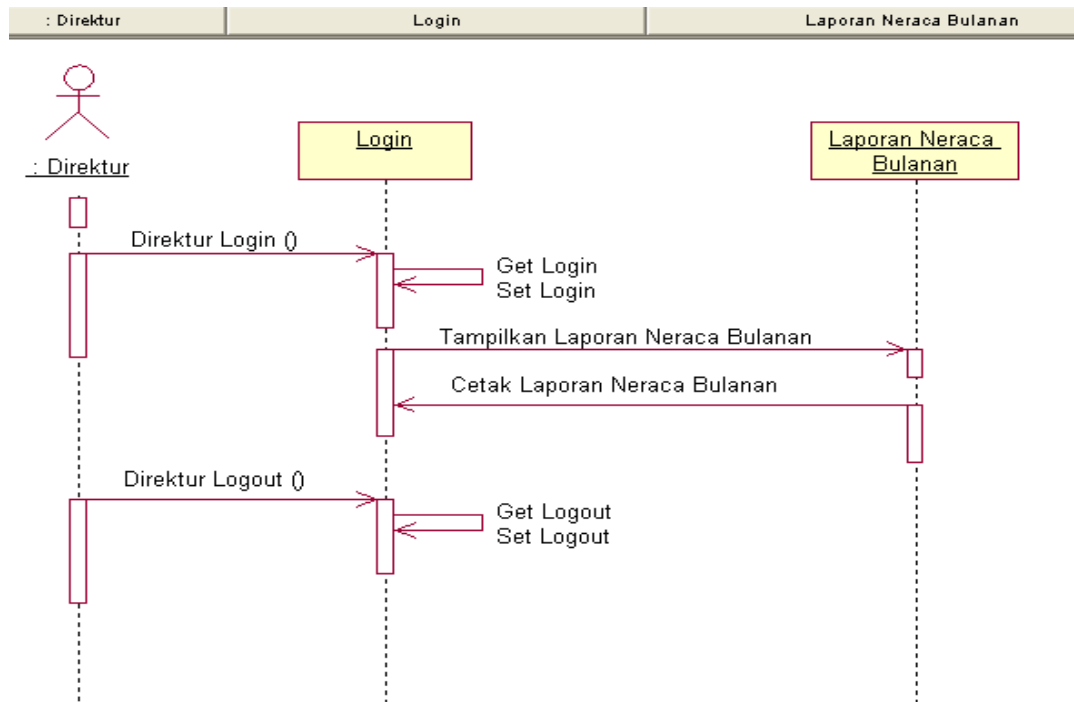 : Direktur
Login
Laporan Neraca Bulanan
Login
Laporan Neraca
Bulanan
: Direktur
Direktur Login ()
Get Login
Set Login
Tampilkan Laporan Neraca Bulanan
Cetak Laporan Neraca Bulanan
Direktur Logout ()
Get Logout
Set Logout